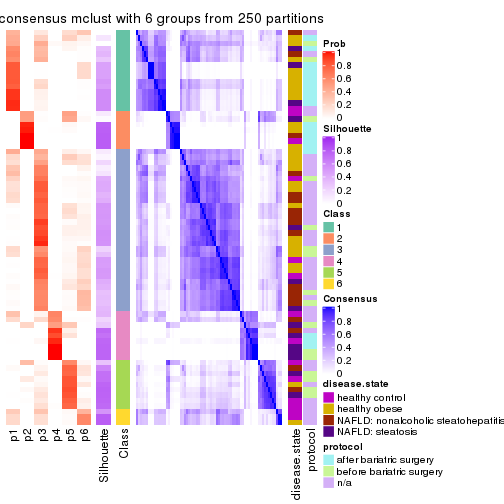 consensus mclust with 6 groups from 250 partitions
Prob
1
0.8
0.6
0.4
0.2
0
Silhouette
1
0.8
0.6
0.4
0.2
0
Class
1
2
3
4
5
6
Consensus
1
0.8
0.6
0.4
0.2
0
disease.state
healthy control
healthy obese
NAFLD: nonalcoholic steatohepatitis
NAFLD: steatosis
protocol
after bariatric surgery
before bariatric surgery
n/a
p1
p2
p3
p4
p5
p6
Silhouette
Class
disease.state
protocol